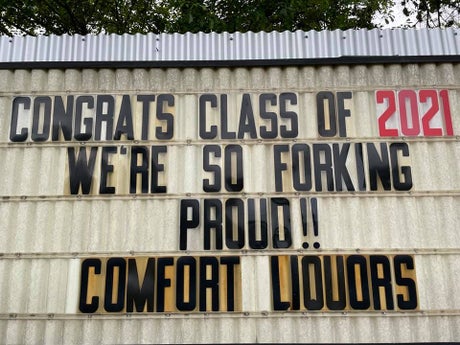 CONGRATS CLASS OF 2021
WE'RE SO FORKING
PROUD!!
COMFORT LIQUORS